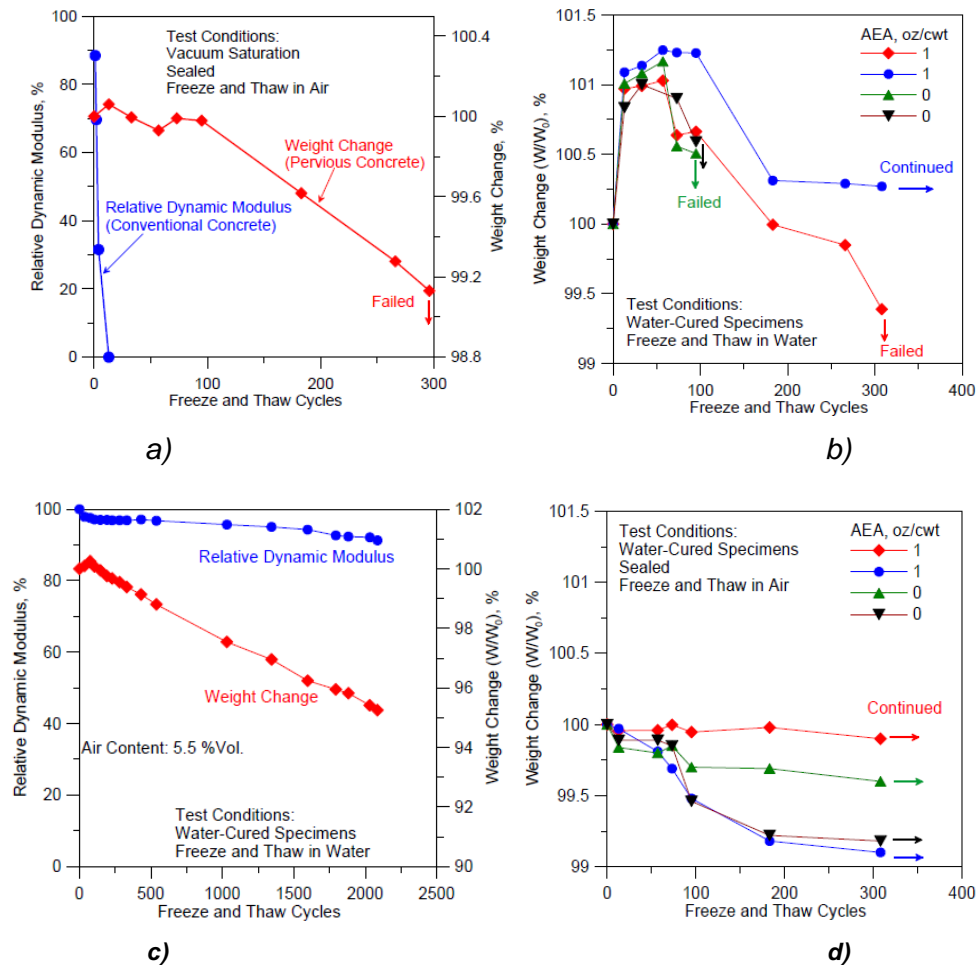 100
80
60
40
20
0
Relative Dynamic Modulus, %
Test Conditions:
Vacuum Saturation
Sealed
Freeze and Thaw in Air
Weight Change
(Pervious Concrete)
Relative Dynamic Modulus
(Conventional Concrete)
Failed
100.4
100
99.6
99.2
98.8
Weight Change, %
0 100 200 300
Freeze and Thaw Cycles
a)
101.5
101
100.5
100
99.5
99
Weight Change (W/W0), %
AEA, oz/cwt
1
1
0
0
Continued
Failed
Test Conditions:
Water-Cured Specimens
Freeze and Thaw in Water
Failed
0 100 200 300 400
Freeze and Thaw Cycles
b)
100
80
60
40
20
0
Relative Dynamic Modulus, %
Relative Dynamic Modulus
Weight Change
Air Content: 5.5 %Vol.
Test Conditions:
Water-Cured Specimens
Freeze and Thaw in Water
102
100
98
96
94
92
90
Weight Change (W/W0), %
0 500 1000 1500 2000 2500
Freeze and Thaw Cycles
c)
101.5
101
100.5
100
99.5
99
Weight Change (W/W0), %
Test Conditions:
Water-Cured Specimens
Sealed
Freeze and Thaw in Air
AEA, oz/cwt
1
1
0
0
Continued
0 100 200 300 400
Freeze and Thaw Cycles
d)